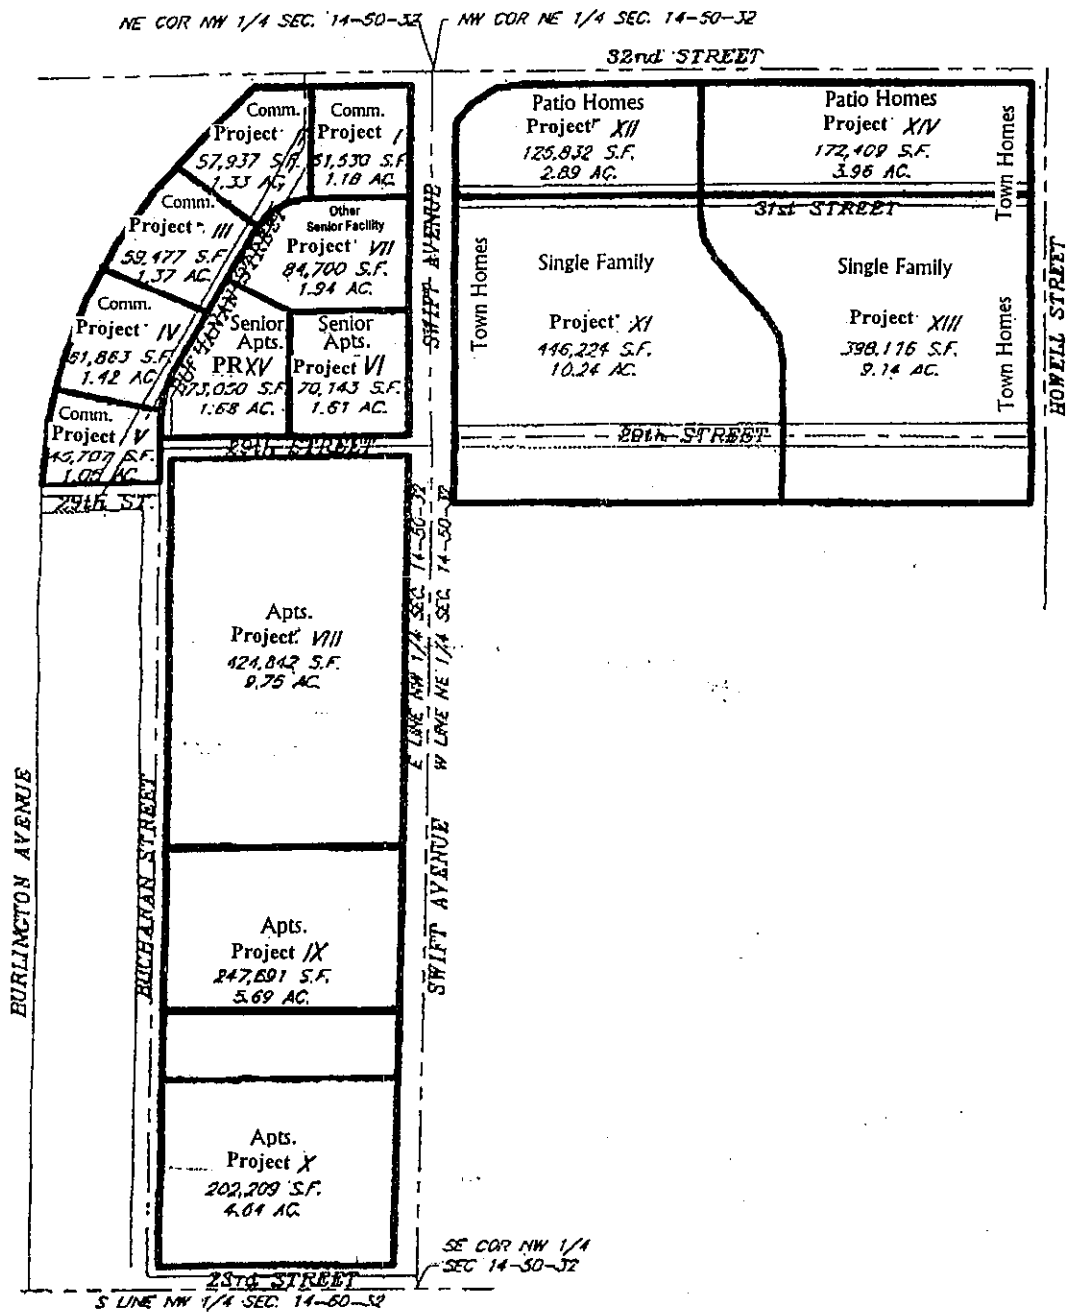 NE COR NW 1/4 SEC. 14-50-32
NW COR NE 1/4 SEC. 14-50-32
32nd STREET
Comm.
Project
57,937 S.F.
1.33 AC.
Comm.
Project I
51,530 S.F.
1.18 AC.
Patio Homes
Project XII
125,832 S.F.
2.89 AC.
Patio Homes
Project XIV
172,409 S.F.
3.96 AC.
Town Homes
31st STREET
Comm.
Project III
59,477 S.F.
1.37 AC.
Other
Senior Facility
Project VII
84,700 S.F.
1.94 AC.
SWIFT AVENUE
Town Homes
Single Family
Project XI
446,224 S.F.
10.24 AC.
Single Family
Project XIII
398,116 S.F.
9.14 AC.
Town Homes
HOWELL STREET
Comm.
Project IV
61,863 S.F.
1.42 AC.
BUCHANAN STREET
Senior
Apts.
PR XV
73,050 S.F.
1.68 AC.
Senior
Apts.
Project VI
70,143 S.F.
1.61 AC.
Comm.
Project V
45,707 S.F.
1.05 AC.
29th STREET
29th STREET
29th ST.
E LINE NW 1/4 SEC. 14-50-32
W LINE NE 1/4 SEC. 14-50-32
Apts.
Project VIII
424,842 S.F.
9.75 AC.
BURLINGTON AVENUE
BUCHANAN STREET
SWIFT AVENUE
Apts.
Project IX
247,691 S.F.
5.69 AC.
Apts.
Project X
202,209 S.F.
4.64 AC.
SE COR NW 1/4
SEC 14-50-32
23rd STREET
S LINE NW 1/4 SEC. 14-50-32